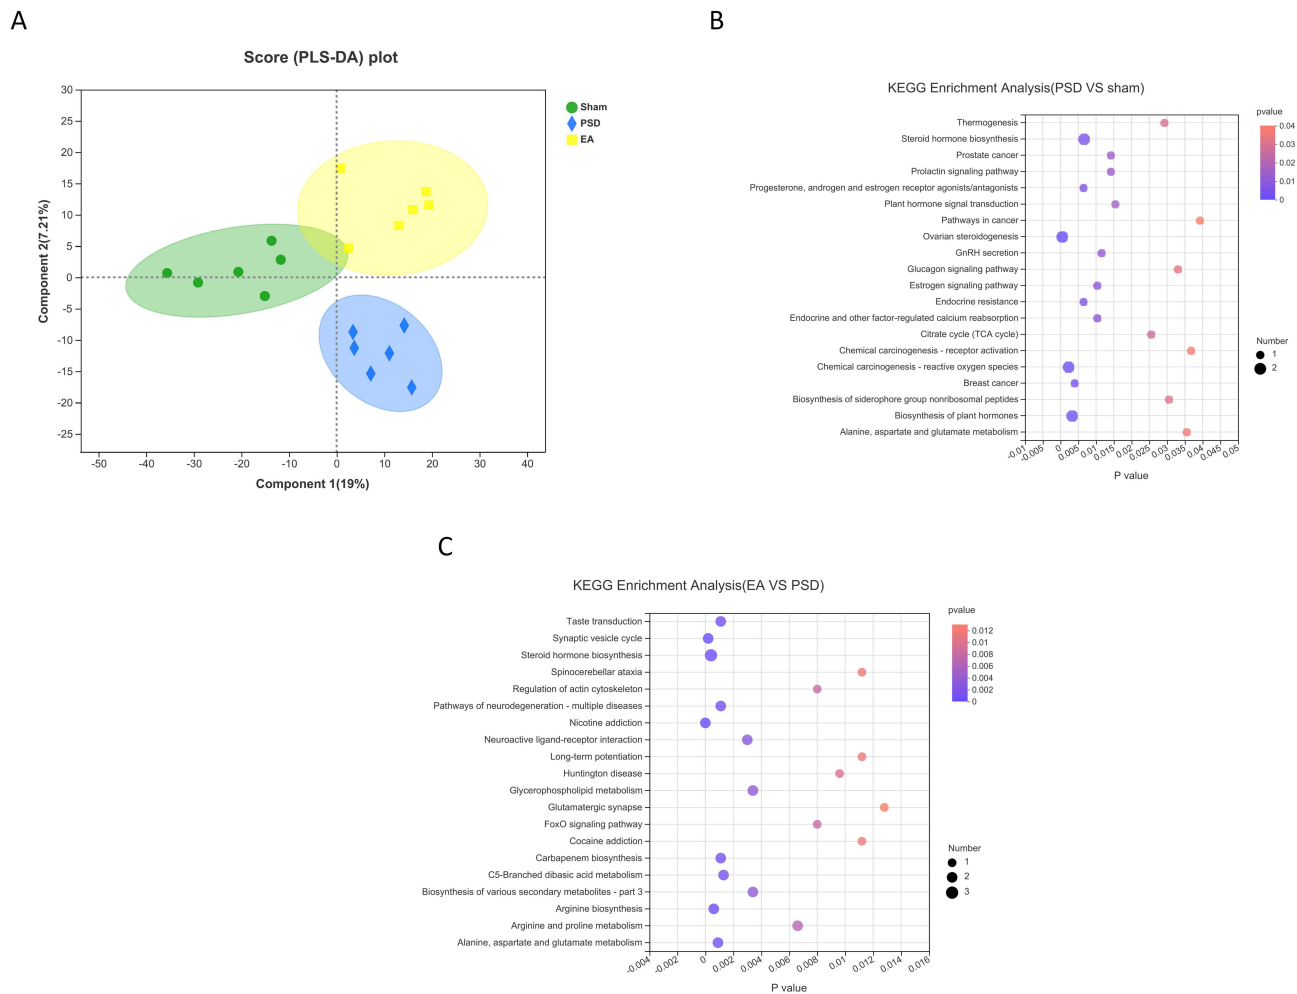 A
Score (PLS-DA) plot
30
25
20
15
10
5
0
-5
-10
-15
-20
-25
Component 2(7.21%)
-50
-40
-30
-20
-10
0
10
20
30
40
Component 1(19%)
Sham
PSD
EA
B
KEGG Enrichment Analysis(PSD VS sham)
Thermogenesis
Steroid hormone biosynthesis
Prostate cancer
Prolactin signaling pathway
Progesterone, androgen and estrogen receptor agonists/antagonists
Plant hormone signal transduction
Pathways in cancer
Ovarian steroidogenesis
GnRH secretion
Glucagon signaling pathway
Estrogen signaling pathway
Endocrine resistance
Endocrine and other factor-regulated calcium reabsorption
Citrate cycle (TCA cycle)
Chemical carcinogenesis - receptor activation
Chemical carcinogenesis - reactive oxygen species
Breast cancer
Biosynthesis of siderophore group nonribosomal peptides
Biosynthesis of plant hormones
Alanine, aspartate and glutamate metabolism
-0.01
-0.005
0
0.005
0.01
0.015
0.02
0.025
0.03
0.035
0.04
0.045
0.05
P value
pvalue
0.04
0.03
0.02
0.01
0
Number
1
2
C
KEGG Enrichment Analysis(EA VS PSD)
Taste transduction
Synaptic vesicle cycle
Steroid hormone biosynthesis
Spinocerebellar ataxia
Regulation of actin cytoskeleton
Pathways of neurodegeneration - multiple diseases
Nicotine addiction
Neuroactive ligand-receptor interaction
Long-term potentiation
Huntington disease
Glycerophospholipid metabolism
Glutamatergic synapse
FoxO signaling pathway
Cocaine addiction
Carbapenem biosynthesis
C5-Branched dibasic acid metabolism
Biosynthesis of various secondary metabolites - part 3
Arginine biosynthesis
Arginine and proline metabolism
Alanine, aspartate and glutamate metabolism
-0.004
-0.002
0
0.002
0.004
0.006
0.008
0.01
0.012
0.014
0.016
P value
pvalue
0.012
0.01
0.008
0.006
0.004
0.002
0
Number
1
2
3